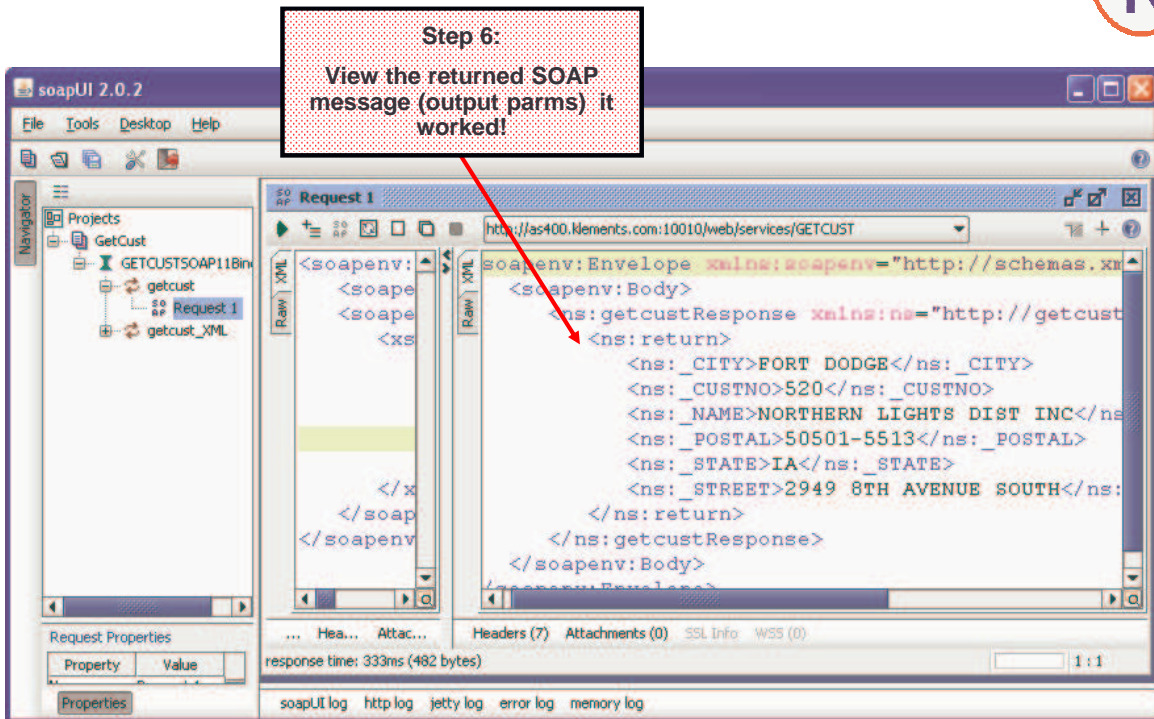 Step 6:
View the returned SOAP
message (output parms) it
worked!
soapUI 2.0.2
File Tools Desktop Help
Navigator
Projects
GetCust
GETCUSTSOAP11Bin
getcust
Request 1
getcust_XML
Request Properties
Property Value
Properties
SO AP Request 1
http://as400.klements.com:10010/web/services/GETCUST
XML
Raw
<soapenv:
<soape
<soape
<xs
</x
</soap
</soapenv
XML
Raw
soapenv:Envelope xmlns:soapenv="http://schemas.xm
<soapenv:Body>
<ns:getcustResponse xmlns:ns="http://getcust
<ns:return>
<ns:_CITY>FORT DODGE</ns:_CITY>
<ns:_CUSTNO>520</ns:_CUSTNO>
<ns:_NAME>NORTHERN LIGHTS DIST INC</ns
<ns:_POSTAL>50501-5513</ns:_POSTAL>
<ns:_STATE>IA</ns:_STATE>
<ns:_STREET>2949 8TH AVENUE SOUTH</ns:
</ns:return>
</ns:getcustResponse>
</soapenv:Body>
... Hea... Attac...
Headers (7) Attachments (0) SSL Info WSS (0)
response time: 333ms (482 bytes)
1 : 1
soapUI log http log jetty log error log memory log